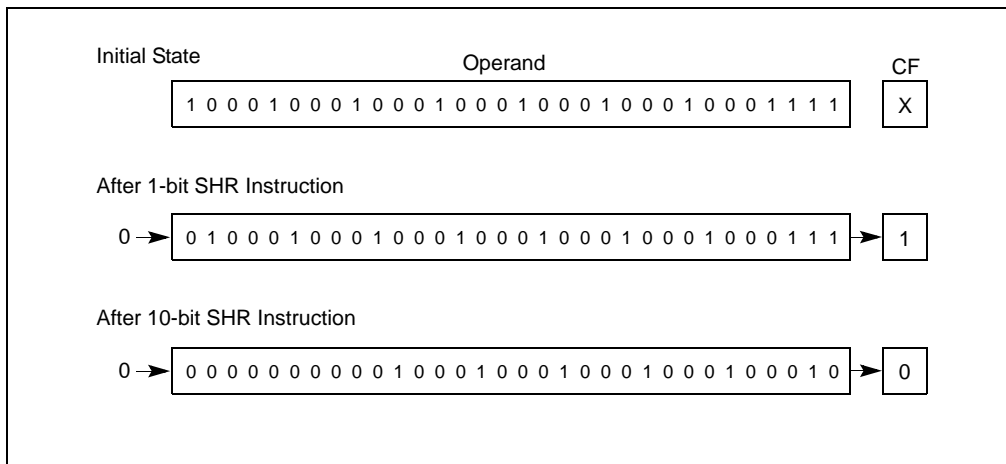 Initial State
Operand
CF
1 0 0 0 1 0 0 0 1 0 0 0 1 0 0 0 1 0 0 0 1 0 0 0 1 0 0 0 1 1 1 1
X
After 1-bit SHR Instruction
0
0 1 0 0 0 1 0 0 0 1 0 0 0 1 0 0 0 1 0 0 0 1 0 0 0 1 0 0 0 1 1 1
1
After 10-bit SHR Instruction
0
0 0 0 0 0 0 0 0 0 0 1 0 0 0 1 0 0 0 1 0 0 0 1 0 0 0 1 0 0 0 1 0
0